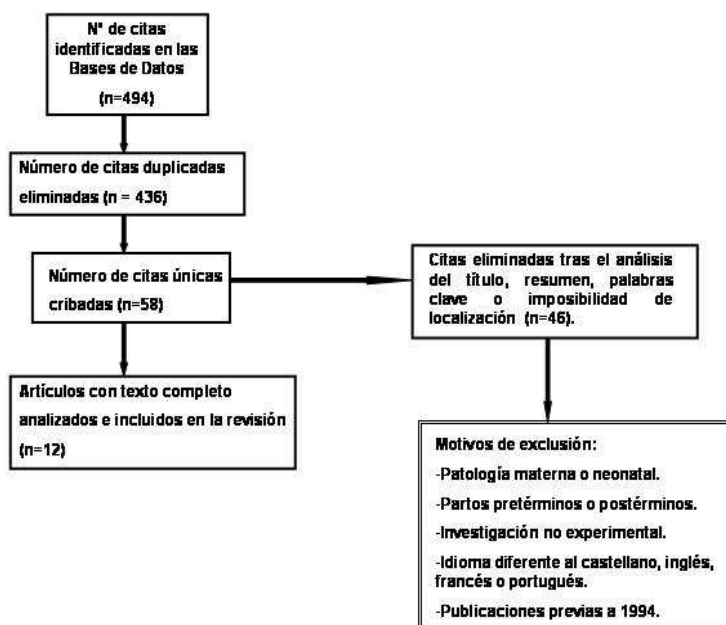 N° de citas
identificadas en las
Bases de Datos
(n=494)
Número de citas duplicadas
eliminadas (n = 436)
Número de citas únicas
cribadas (n=58)
Citas eliminadas tras el análisis
del título, resumen, palabras
clave o imposibilidad de
localización (n=46).
Artículos con texto completo
analizados e incluidos en la revisión
(n=12)
Motivos de exclusión:
-Patología materna o neonatal.
-Partos pretérminos o postérminos.
-Investigación no experimental.
-Idioma diferente al castellano, inglés,
francés o portugués.
-Publicaciones previas a 1994.